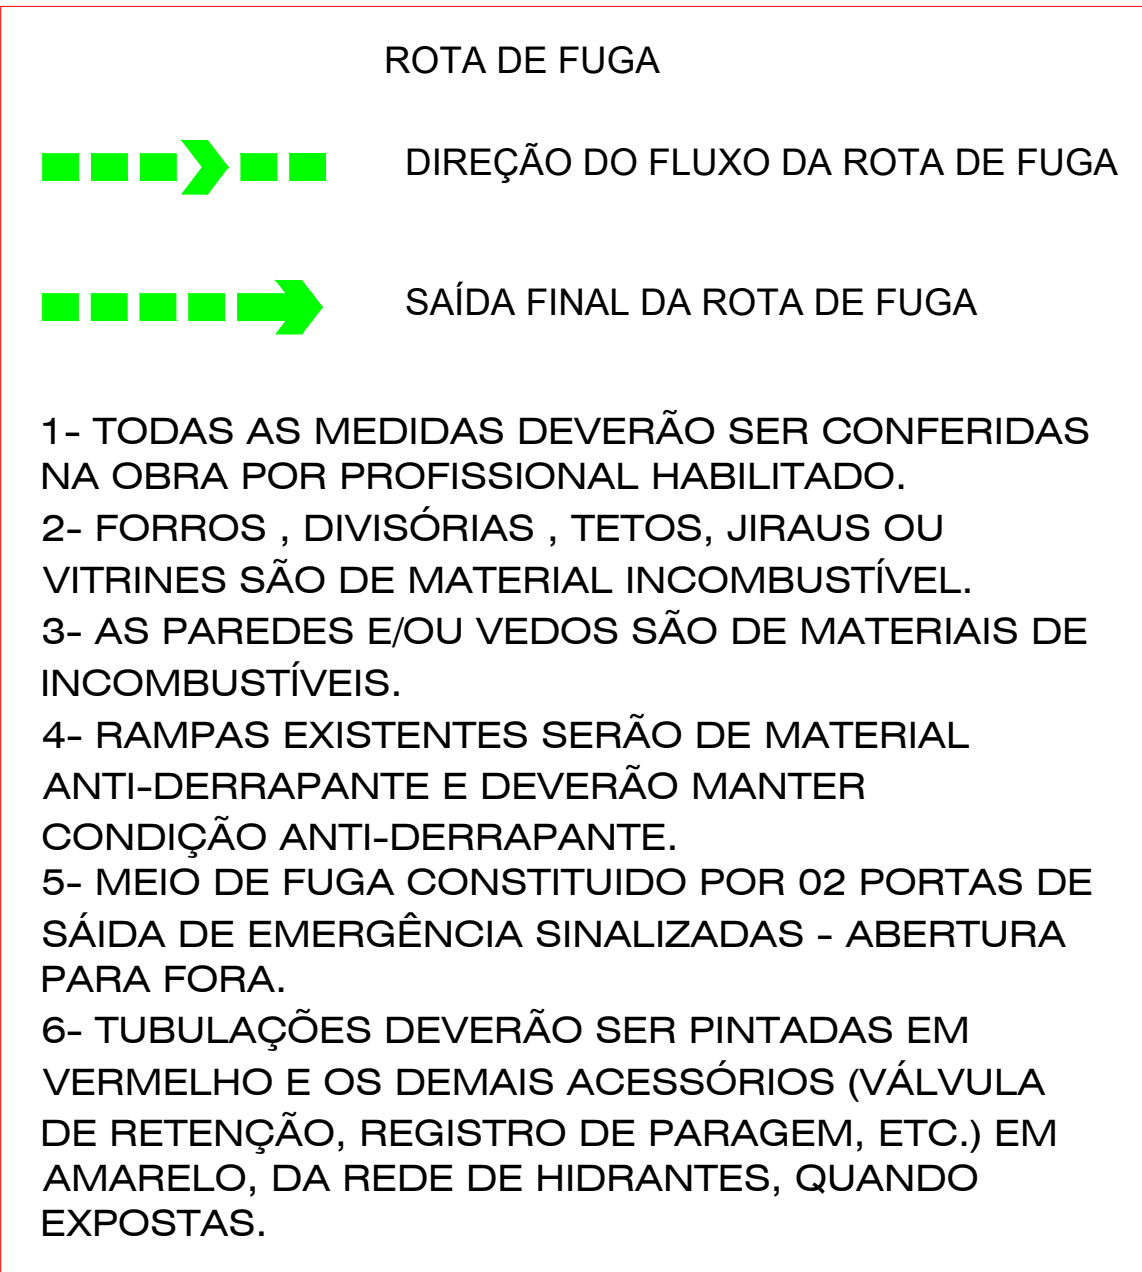 ROTA DE FUGA
DIREÇÃO DO FLUXO DA ROTA DE FUGA
SAÍDA FINAL DA ROTA DE FUGA
1- TODAS AS MEDIDAS DEVERÃO SER CONFERIDAS
NA OBRA POR PROFISSIONAL HABILITADO.
2- FORROS , DIVISÓRIAS , TETOS, JIRAUS OU
VITRINES SÃO DE MATERIAL INCOMBUSTÍVEL.
3- AS PAREDES E/OU VEDOS SÃO DE MATERIAIS DE
INCOMBUSTÍVEIS.
4- RAMPAS EXISTENTES SERÃO DE MATERIAL
ANTI-DERRAPANTE E DEVERÃO MANTER
CONDIÇÃO ANTI-DERRAPANTE.
5- MEIO DE FUGA CONSTITUIDO POR 02 PORTAS DE
SÁIDA DE EMERGÊNCIA SINALIZADAS - ABERTURA
PARA FORA.
6- TUBULAÇÕES DEVERÃO SER PINTADAS EM
VERMELHO E OS DEMAIS ACESSÓRIOS (VÁLVULA
DE RETENÇÃO, REGISTRO DE PARAGEM, ETC.) EM
AMARELO, DA REDE DE HIDRANTES, QUANDO
EXPOSTAS.